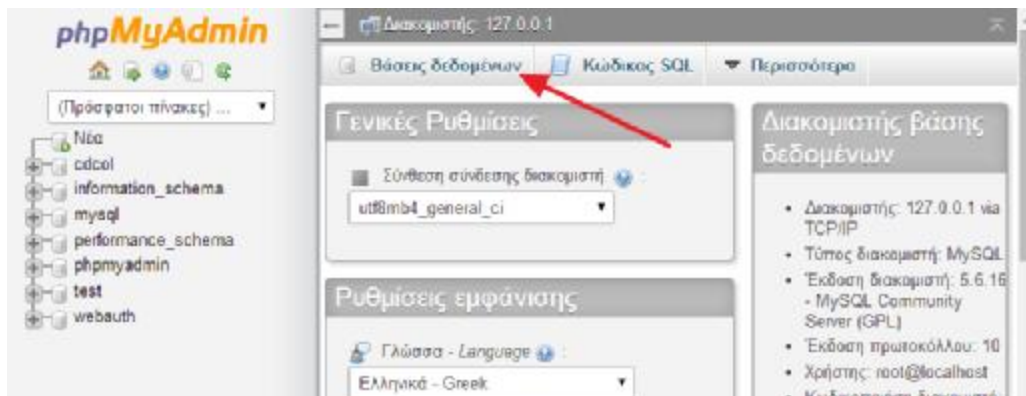 phpMyAdmin
(Πρόσφατοι πίνακες) ...
Νέα
cdcol
information_schema
mysql
performance_schema
phpmyadmin
test
webauth
Διακομιστής: 127.0.0.1
Βάσεις δεδομένων
Κώδικας SQL
Περισσότερα
Γενικές Ρυθμίσεις
Σύνθεση σύνδεσης διακομιστή :
utf8mb4_general_ci
Ρυθμίσεις εμφάνισης
Γλώσσα - Language :
Ελληνικά - Greek
Διακομιστής βάσης
δεδομένων
• Διακομιστής: 127.0.0.1 via
TCP/IP
• Τύπος διακομιστή: MySQL
• Έκδοση διακομιστή: 5.6.16
- MySQL Community
Server (GPL)
• Έκδοση πρωτοκόλλου: 10
• Χρήστης: root@localhost